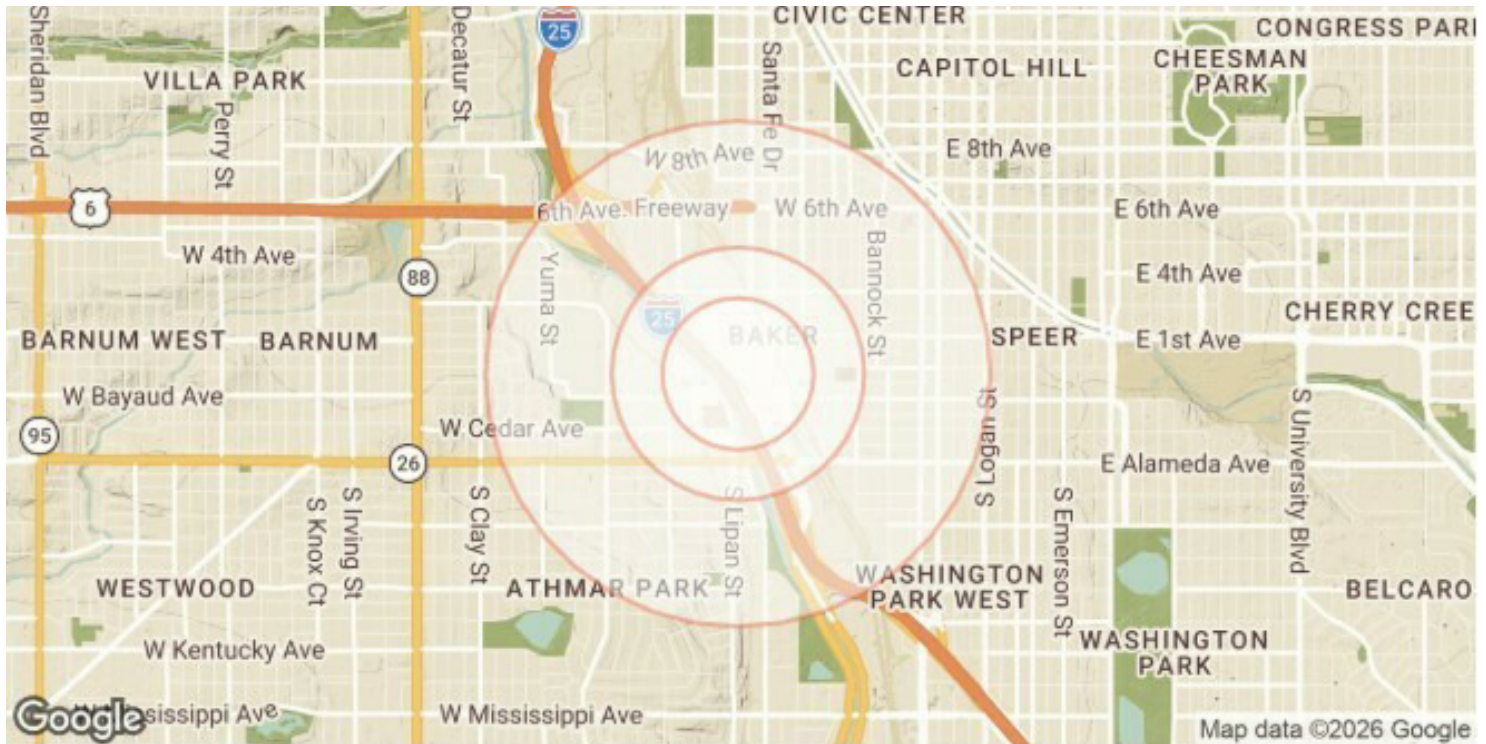 CIVIC CENTER
CONGRESS PAR
25
Sheridan Blvd
Decatur St
VILLA PARK
Santa Fe Dr
CAPITOL HILL
CHEESMAN
PARK
Perry St
W 8th Ave
E 8th Ave
6
6th Ave. Freeway
W 6th Ave
E 6th Ave
W 4th Ave
Yuma St
S Bannock St
88
E 4th Ave
25
CHERRY CREE
BARNUM WEST
BARNUM
BAKER
SPEER
E 1st Ave
W Bayaud Ave
S Logan St
S University Blvd
95
W Cedar Ave
26
E Alameda Ave
S Knox Ct
S Irving St
S Clay St
S Lipan St
S Emerson St
WESTWOOD
ATHMAR PARK
WASHINGTON
PARK WEST
BELCARO
W Kentucky Ave
WASHINGTON
PARK
Google
W Mississippi Ave
W Mississippi Ave
Map data ©2026 Google